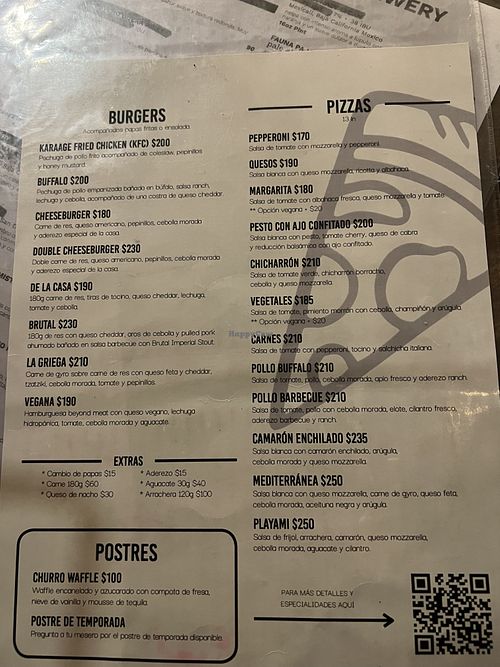 Mexicali, Baja California Mexico
16oz Pint
EWERY
FAUNA PA
BURGERS
Acompañadas papas fritas o ensalada
KARAAGE FRIED CHICKEN (KFC) $200
Pechuga de pollo frito acompañado de coleslaw, pepinillos
y honey mustard.
BUFFALO $200
Pechuga de pollo empanizada bañada en búfalo, salsa ranch,
lechuga y cebolla, acompañado de una costra de queso cheddar.
CHEESEBURGER $180
Carne de res, queso americano, pepinillos, cebolla morada
y aderezo especial de la casa.
DOUBLE CHEESEBURGER $230
Doble carne de res, queso americano, pepinillos, cebolla morada
y aderezo especial de la casa.
DE LA CASA $190
180g carne de res, tiras de tocino, queso cheddar, lechuga,
tomate y cebolla.
BRUTAL $230
180g de res con queso cheddar, aros de cebolla y pulled pork
ahumado bañado en salsa barbecue con Brutal Imperial Stout.
LA GRIEGA $210
Carne de gyro sobre carne de res con queso feta y cheddar,
tzatziki, cebolla morada, tomate y pepinillos.
VEGANA $190
Hamburguesa beyond meat con queso vegano, lechuga
hidropónica, tomate, cebolla morada y aguacate.
EXTRAS
* Cambio de papas $15
* Carne 180g $60
* Queso de nacho $30
* Aderezo $15
* Aguacate 30g $40
* Arrachera 120g $100
POSTRES
CHURRO WAFFLE $100
Waffle encanelado y azucarado con compota de fresa,
nieve de vainilla y mousse de tequila.
POSTRE DE TEMPORADA
Pregunta a tu mesero por el postre de temporada disponible.
PIZZAS
13 in
PEPPERONI $170
Salsa de tomate con mozzarella y pepperoni.
QUESOS $190
Salsa blanca con queso mozzarella, ricotta y albahaca.
MARGARITA $180
Salsa de tomate con albahaca fresca, queso mozzarella y tomate.
** Opción vegana + $20
PESTO CON AJO CONFITADO $200
Salsa blanca con pesto, tomate cherry, queso de cabra
y reducción balsámico con ajo confitado.
CHICHARRÓN $210
Salsa de tomate verde, chicharrón borracho,
cebolla y queso mozzarella.
VEGETALES $185
Salsa de tomate, pimiento morrón con cebolla, champiñón y arúgula.
** Opción vegana + $20
CARNES $210
Salsa de tomate con pepperoni, tocino y salchicha italiana.
POLLO BUFFALO $210
Salsa de tomate, pollo, cebolla morada, apio fresco y aderezo ranch.
POLLO BARBECUE $210
Salsa de tomate, pollo con cebolla morada, elote, cilantro fresco,
aderezo barbecue y ranch.
CAMARÓN ENCHILADO $235
Salsa blanca con camarón enchilado, arúgula,
cebolla morada y queso mozzarella.
MEDITERRÁNEA $250
Salsa blanca con queso mozzarella, carne de gyro, queso feta,
cebolla morada, aceituna negra y arúgula.
PLAYAMI $250
Salsa de frijol, arrachera, camarón, queso mozzarella,
cebolla morada, aguacate y cilantro.
PARA MÁS DETALLES Y
ESPECIALIDADES AQUÍ